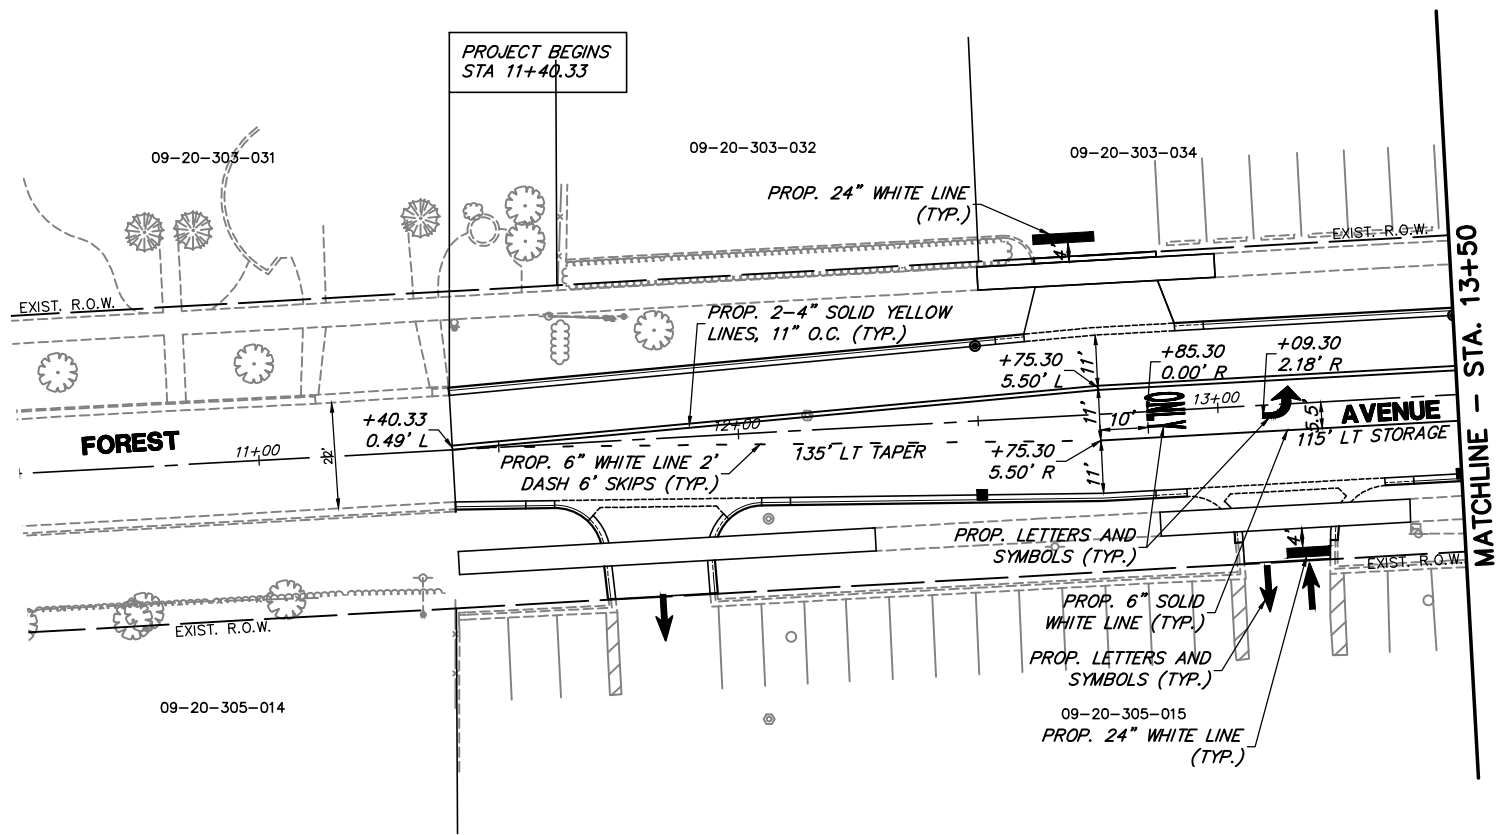 PROJECT BEGINS
STA 11+40.33
09-20-303-031
09-20-303-032
09-20-303-034
PROP. 24" WHITE LINE
(TYP.)
4'
EXIST. R.O.W.
EXIST. R.O.W.
PROP. 2-4" SOLID YELLOW
LINES, 11" O.C. (TYP.)
+75.30
5.50' L
11'
+85.30
0.00' R
+09.30
2.18' R
MATCHLINE - STA. 13+50
+40.33
0.49' L
FOREST
11+00
22'
12+00
11'
10'
13+00
5.5'
AVENUE
115' LT STORAGE
135' LT TAPER
PROP. 6" WHITE LINE 2'
DASH 6' SKIPS (TYP.)
+75.30
5.50' R
11'
PROP. LETTERS AND
SYMBOLS (TYP.)
4'
EXIST. R.O.W.
EXIST. R.O.W.
PROP. 6" SOLID
WHITE LINE (TYP.)
PROP. LETTERS AND
SYMBOLS (TYP.)
09-20-305-014
09-20-305-015
PROP. 24" WHITE LINE
(TYP.)